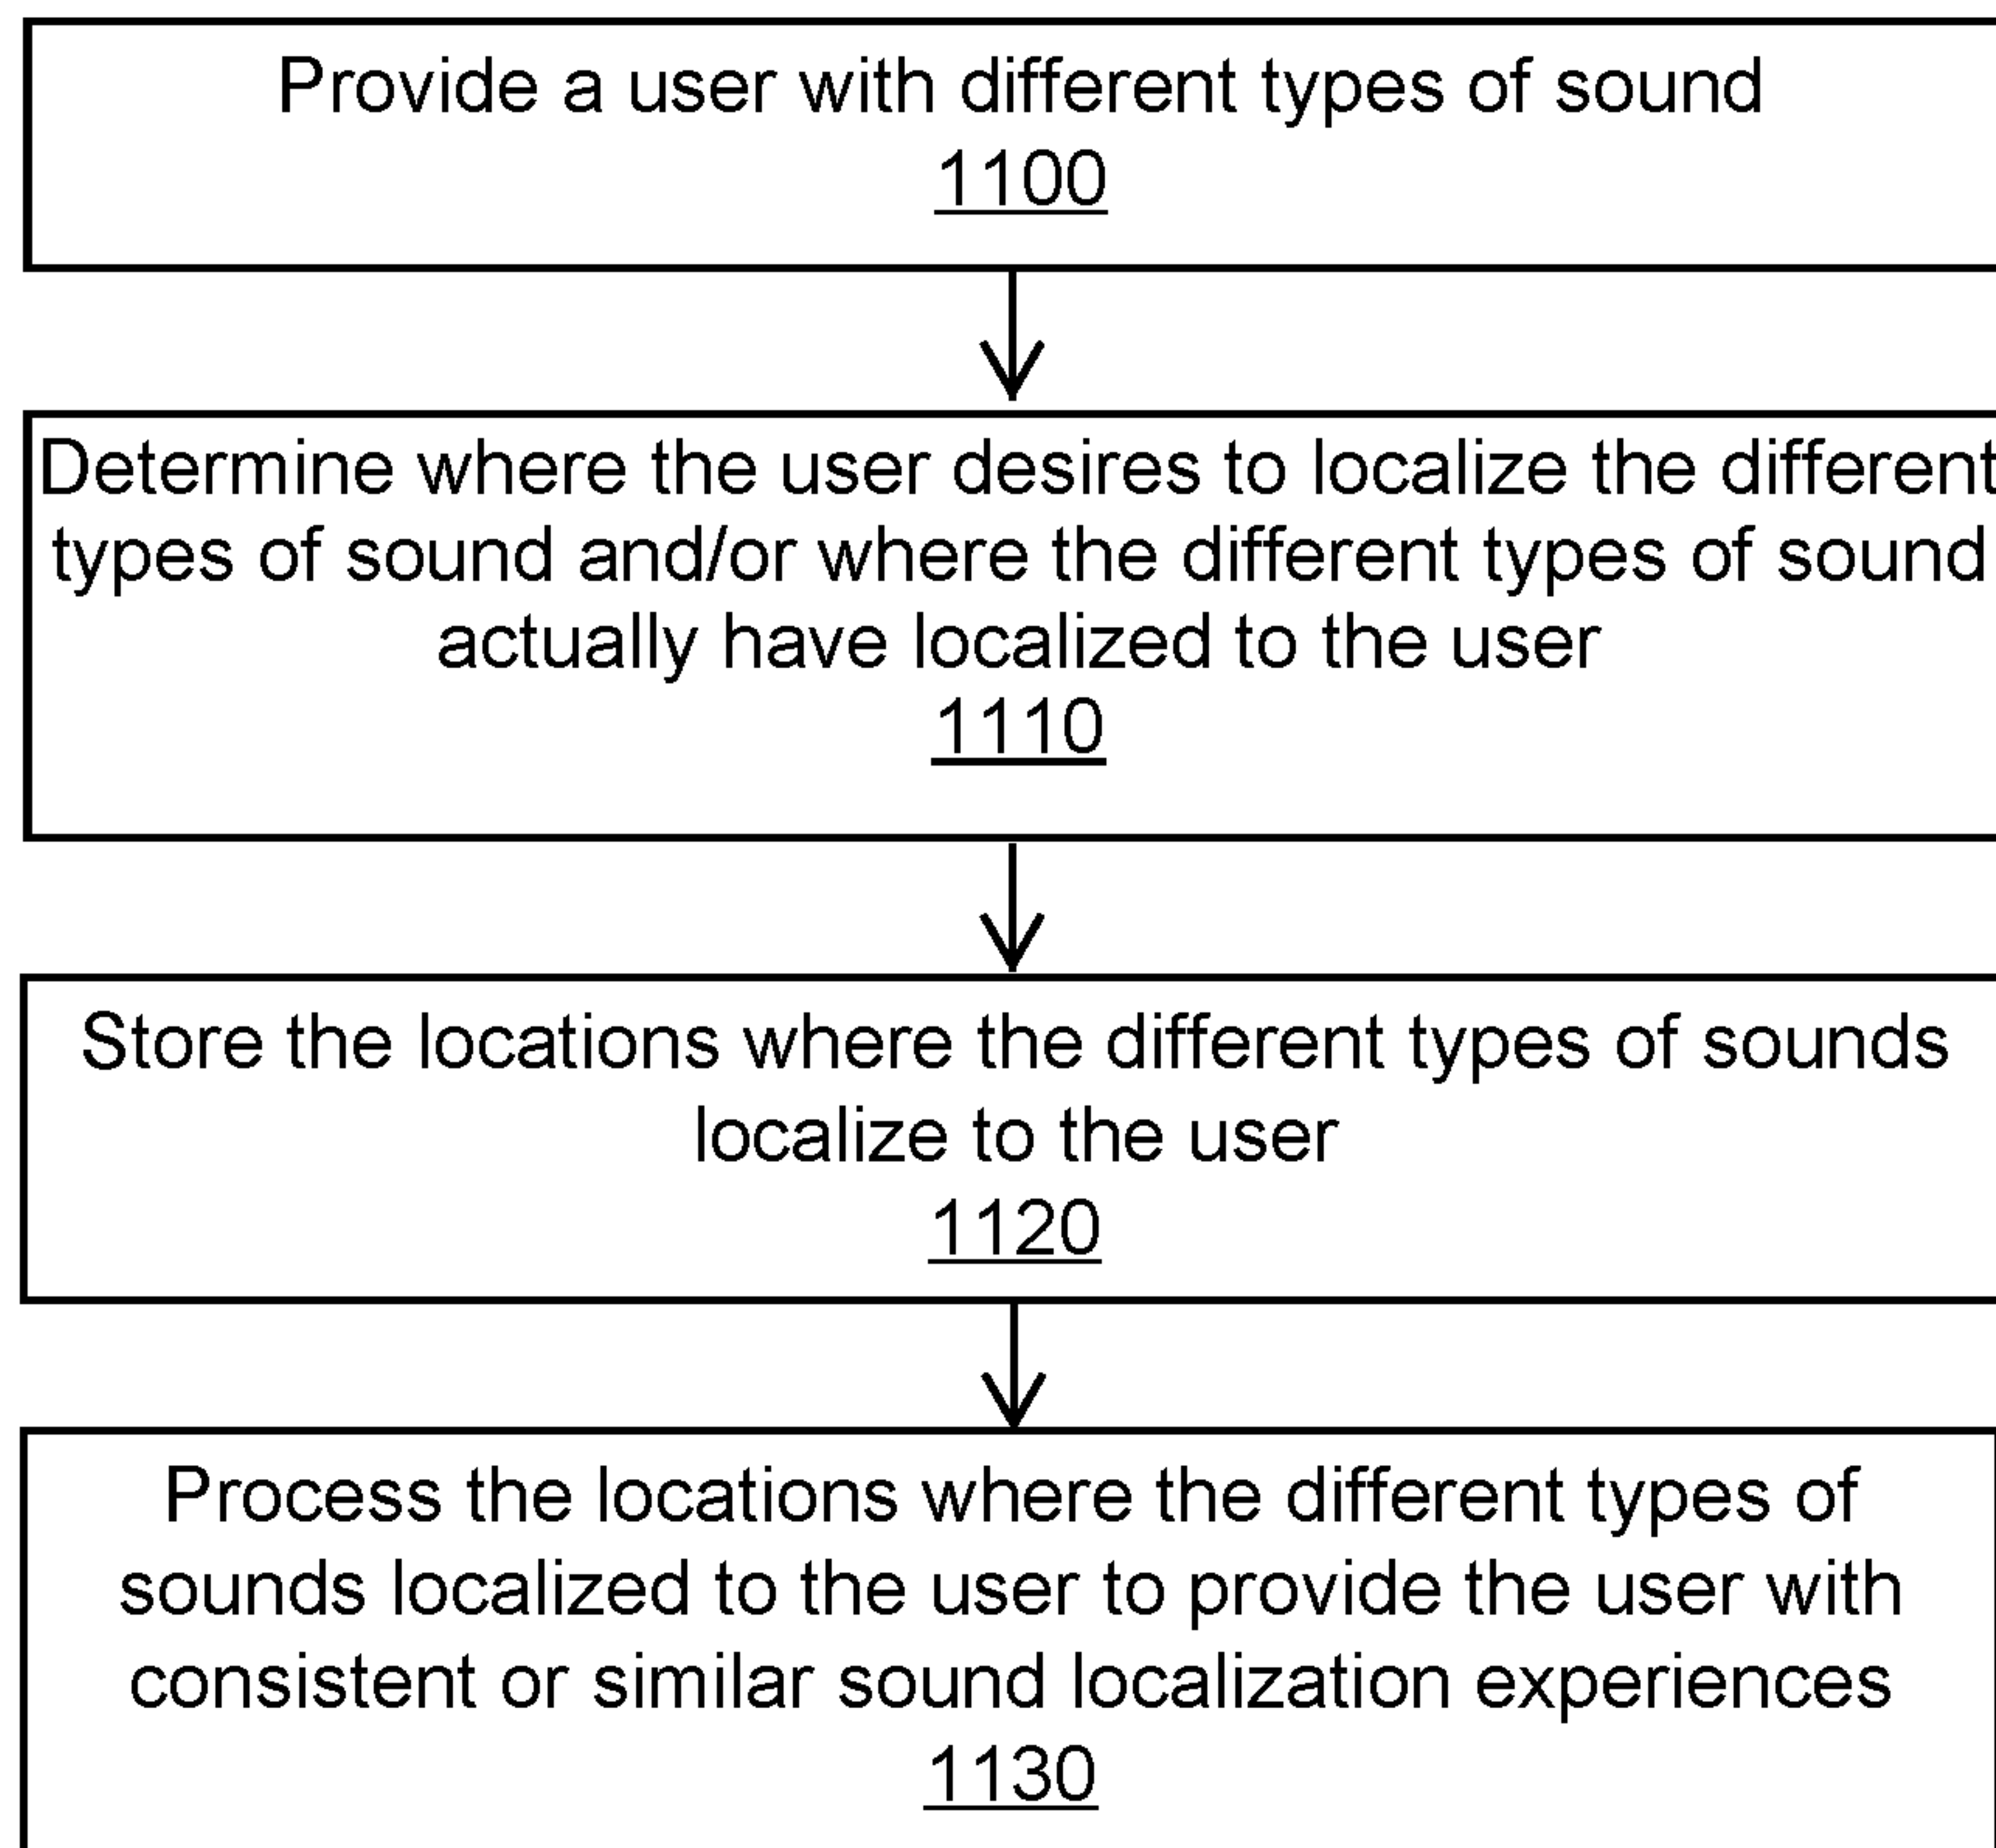 Provide a user with different types of sound
1100
Determine where the user desires to localize the different
types of sound and/or where the different types of sound
actually have localized to the user
1110
Store the locations where the different types of sounds
localize to the user
1120
Process the locations where the different types of
sounds localized to the user to provide the user with
consistent or similar sound localization experiences
1130